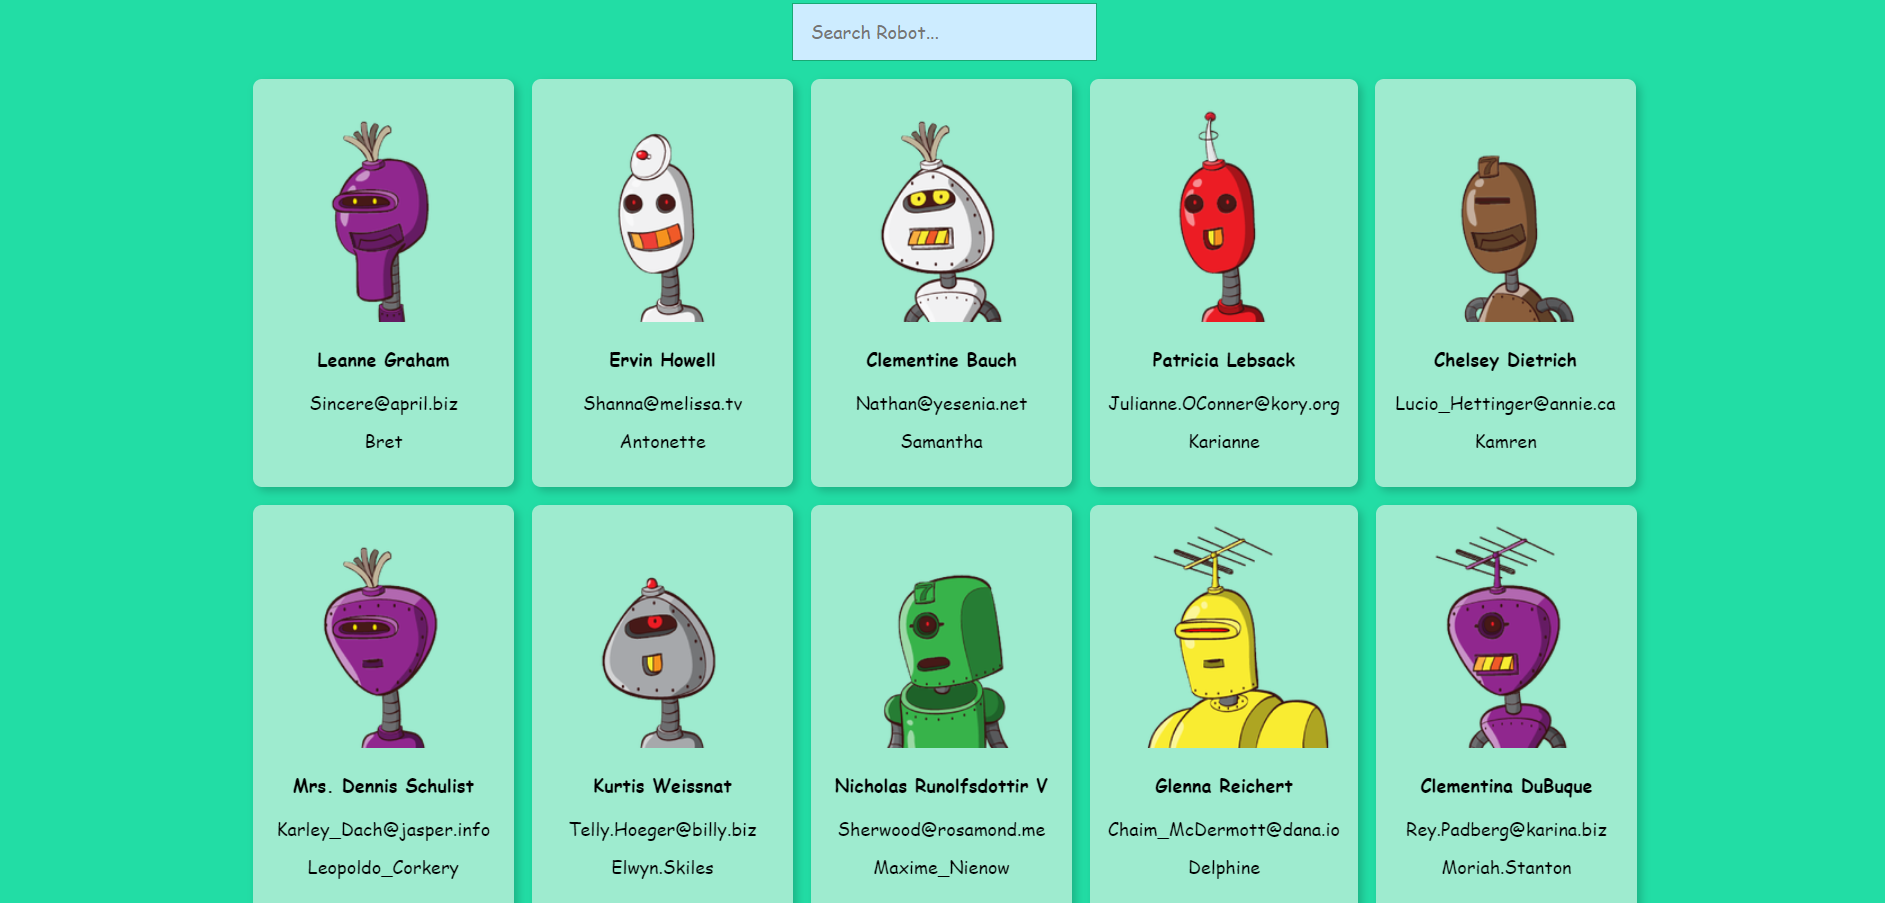 Search Robot...
Leanne Graham
Sincere@april.biz
Bret
Ervin Howell
Shanna@melissa.tv
Antonette
Clementine Bauch
Nathan@yesenia.net
Samantha
Patricia Lebsack
Julianne.OConner@kory.org
Karianne
Chelsey Dietrich
Lucio_Hettinger@annie.ca
Kamren
Mrs. Dennis Schulist
Karley_Dach@jasper.info
Leopoldo_Corkery
Kurtis Weissnat
Telly.Hoeger@billy.biz
Elwyn.Skiles
7
Nicholas Runolfsdottir V
Sherwood@rosamond.me
Maxime_Nienow
Glenna Reichert
Chaim_McDermott@dana.io
Delphine
Clementina DuBuque
Rey.Padberg@karina.biz
Moriah.Stanton